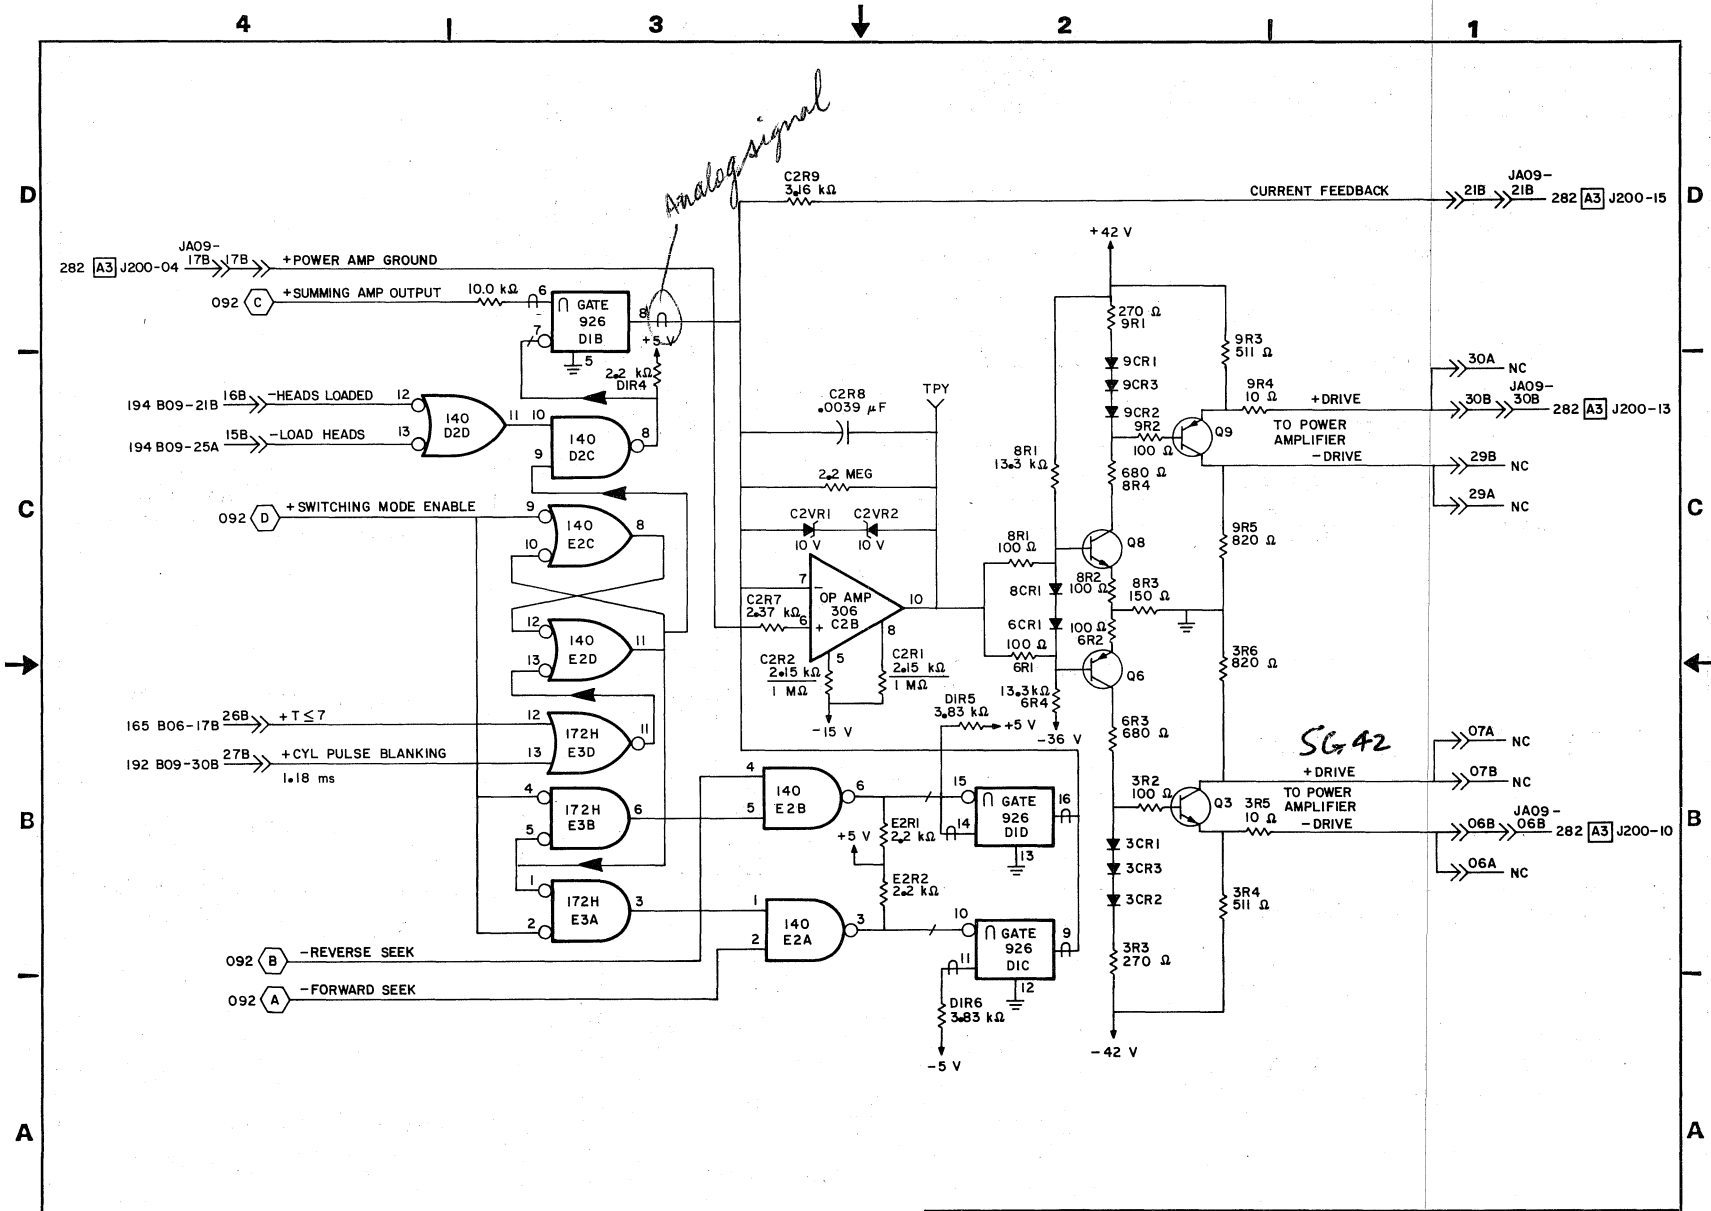 4 3 2 1
Analog signal
D D
C2R9
3.16 kΩ
CURRENT FEEDBACK
21B
JA09-
21B
282 A3 J200-15
+42 V
JA09-
17B 17B
282 A3 J200-04
+POWER AMP GROUND
092 C +SUMMING AMP OUTPUT
10.0 kΩ
6
GATE
926
D1B
7
8
5
+5 V
2.2 kΩ
DIR4
270 Ω
9R1
9R3
511 Ω
9CR1
9CR3
9CR2
9R2
100 Ω
Q9
9R4
10 Ω
+DRIVE
TO POWER
AMPLIFIER
-DRIVE
30A NC
30B
JA09-
30B
282 A3 J200-13
29B NC
29A NC
194 B09-21B 16B -HEADS LOADED 12
194 B09-25A 15B -LOAD HEADS 13
140
D2D
11 10
9
140
D2C
8
C2R8
.0039 µF
TPY
2.2 MEG
C2VR1 C2VR2
10 V 10 V
8R1
13.3 kΩ
680 Ω
8R4
C C
092 D +SWITCHING MODE ENABLE
9
10
140
E2C
8
12
13
140
E2D
11
7
-
OP AMP
306
C2B
+
6
10
8
5
C2R7
2.37 kΩ
C2R2
2.15 kΩ
1 MΩ
C2R1
2.15 kΩ
1 MΩ
-15 V
8R1
100 Ω
8CR1
6CR1
100 Ω
6R1
Q8
8R2
100 Ω
8R3
150 Ω
100 Ω
6R2
Q6
9R5
820 Ω
3R6
820 Ω
13.3kΩ
6R4
-36 V
6R3
680 Ω
DIR5
3.83 kΩ
+5 V
165 B06-17B 26B +T≤7 12
192 B09-30B 27B +CYL PULSE BLANKING 13
1.18 ms
172H
E3D
11
SG42
07A NC
07B NC
+DRIVE
TO POWER
AMPLIFIER
-DRIVE
B B
4
5
172H
E3B
6
4
5
140
E2B
6
E2R1
2.2 kΩ
+5 V
E2R2
2.2 kΩ
15
14
GATE
926
D1D
16
13
3R2
100 Ω
Q3
3R5
10 Ω
06B
JA09-
06B
282 A3 J200-10
06A NC
3CR1
3CR3
3CR2
3R4
511 Ω
1
2
172H
E3A
3
1
2
140
E2A
3
10
11
GATE
926
D1C
9
12
3R3
270 Ω
092 B -REVERSE SEEK
092 A -FORWARD SEEK
DIR6
3.83 kΩ
-5 V
-42 V
A A